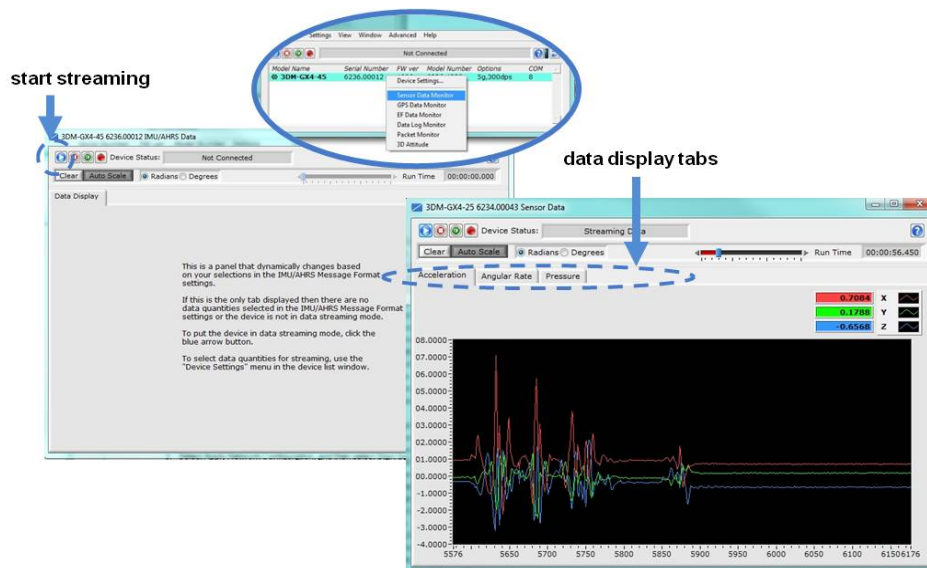 Settings View Window Advanced Help
Not Connected
Model Name Serial Number FW ver Model Number Options COM
3DM-GX4-45 6236.00012 5g,300dps 8
Device Settings...
Sensor Data Monitor
GPS Data Monitor
EF Data Monitor
Data Log Monitor
Packet Monitor
3D Attitude
start streaming
3DM-GX4-45 6236.00012 IMU/AHRS Data
Device Status: Not Connected
Clear Auto Scale Radians Degrees Run Time 00:00:00.000
Data Display
This is a panel that dynamically changes based
on your selections in the IMU/AHRS Message Format
settings.
If this is the only tab displayed then there are no
data quantities selected in the IMU/AHRS Message Format
settings or the device is not in data streaming mode.
To put the device in data streaming mode, click the
blue arrow button.
To select data quantities for streaming, use the
"Device Settings" menu in the device list window.
data display tabs
3DM-GX4-25 6234.00043 Sensor Data
Device Status: Streaming Data
Clear Auto Scale Radians Degrees Run Time 00:00:56.450
Acceleration Angular Rate Pressure
0.7084 X
0.1788 Y
-0.6568 Z
08.0000
07.0000
06.0000
05.0000
04.0000
03.0000
02.0000
01.0000
00.0000
-1.0000
-2.0000
-3.0000
-4.0000
5576 5650 5700 5750 5800 5850 5900 5950 6000 6050 6100 6150 6176